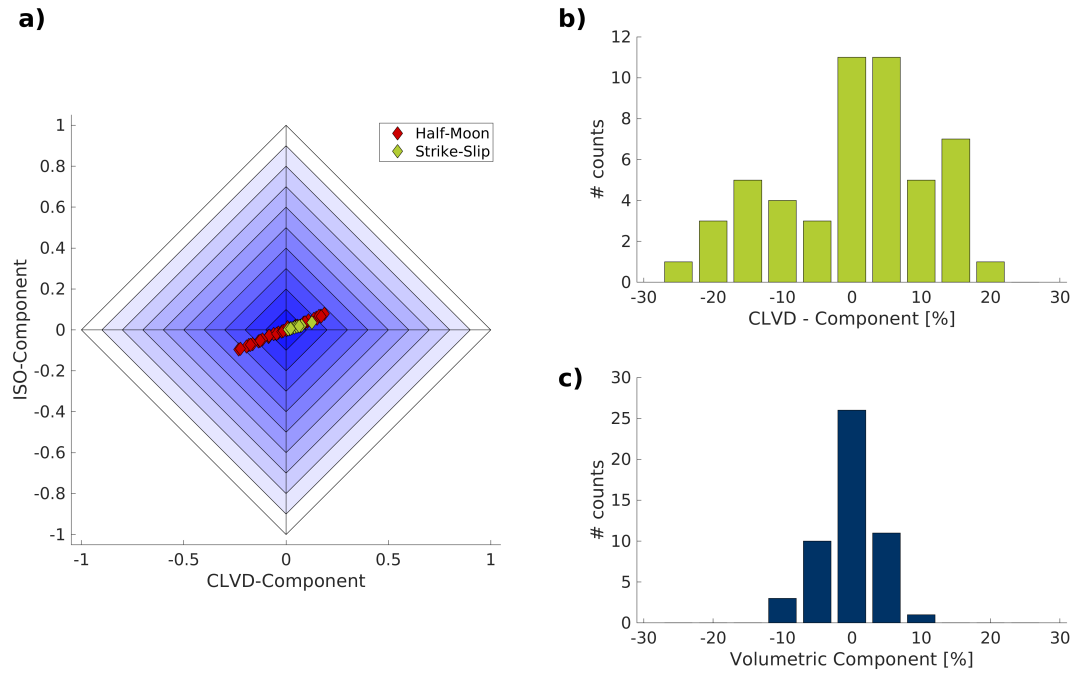 a)
Half-Moon
Strike-Slip
1
0.8
0.6
0.4
0.2
0
-0.2
-0.4
-0.6
-0.8
-1
ISO-Component
-1 -0.5 0 0.5 1
CLVD-Component
b)
12
10
8
6
4
2
0
# counts
-30 -20 -10 0 10 20 30
CLVD - Component [%]
c)
30
25
20
15
10
5
0
# counts
-30 -20 -10 0 10 20 30
Volumetric Component [%]